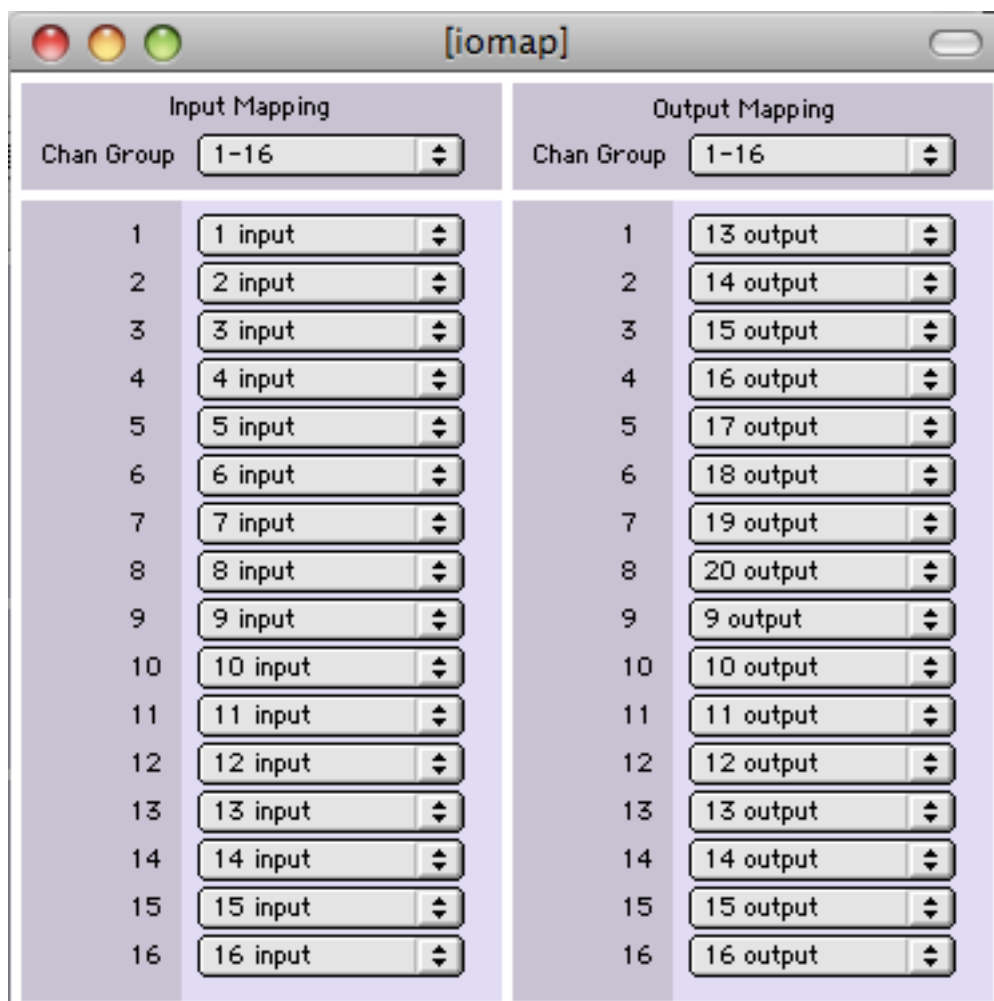 [iomap]
Input Mapping
Chan Group 1-16
1 1 input
2 2 input
3 3 input
4 4 input
5 5 input
6 6 input
7 7 input
8 8 input
9 9 input
10 10 input
11 11 input
12 12 input
13 13 input
14 14 input
15 15 input
16 16 input
Output Mapping
Chan Group 1-16
1 13 output
2 14 output
3 15 output
4 16 output
5 17 output
6 18 output
7 19 output
8 20 output
9 9 output
10 10 output
11 11 output
12 12 output
13 13 output
14 14 output
15 15 output
16 16 output